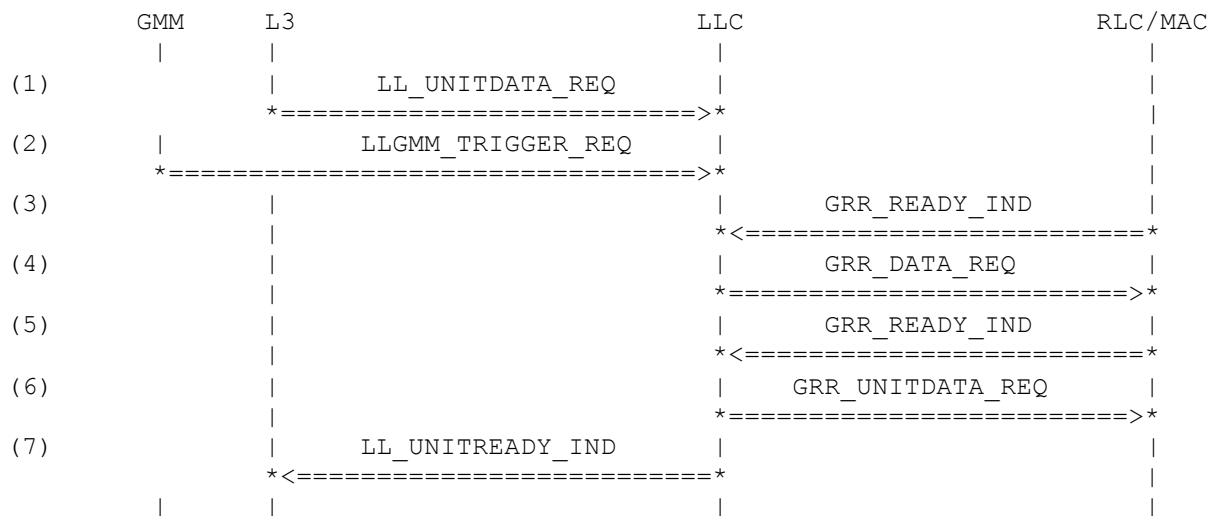 GMM L3 LLC RLC/MAC
| | | |
(1) | LL_UNITDATA_REQ | |
*==========================>* |
(2) | LLGMM_TRIGGER_REQ | |
*=================================>* |
(3) | | GRR_READY_IND |
| *<=========================*
(4) | | GRR_DATA_REQ |
| *=========================>*
(5) | | GRR_READY_IND |
| *<=========================*
(6) | | GRR_UNITDATA_REQ |
| *=========================>*
(7) | LL_UNITREADY_IND | |
*<==========================* |
| | |